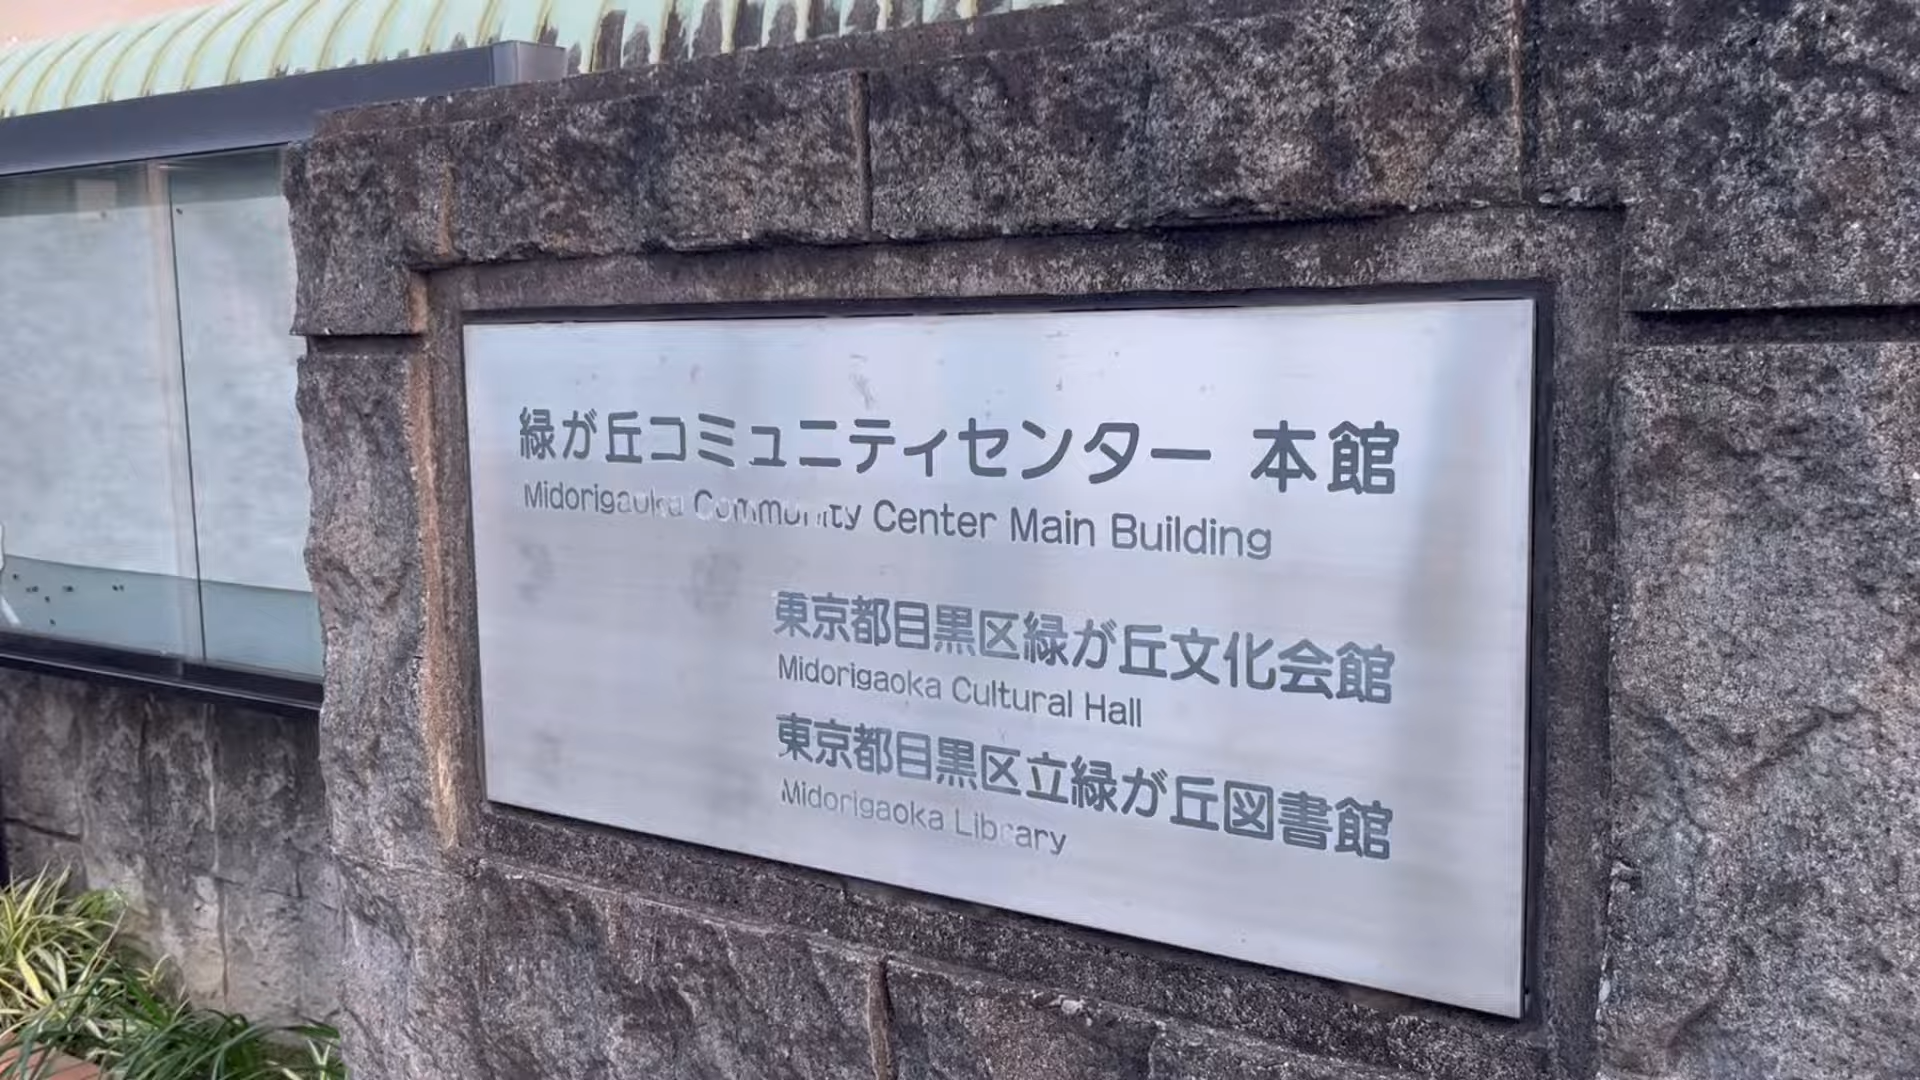 緑が丘コミュニティセンター 本館
Midorigaoka Community Center Main Building
東京都目黒区緑が丘文化会館
Midorigaoka Cultural Hall
東京都目黒区立緑が丘図書館
Midorigaoka Library